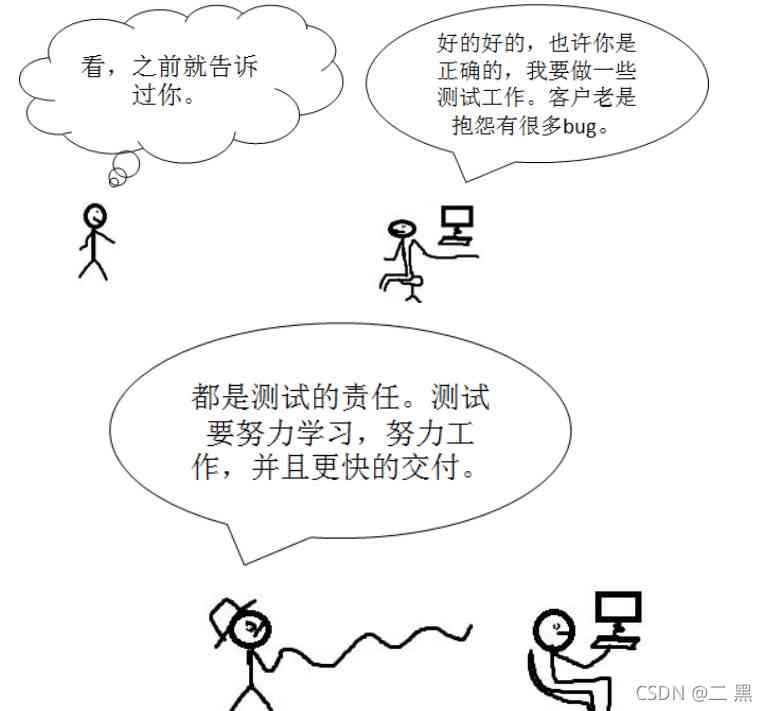 看，之前就告诉
过你。
好的好的，也许你是
正确的，我要做一些
测试工作。客户老是
抱怨有很多bug。
都是测试的责任。测试
要努力学习，努力工
作，并且更快的交付。
CSDN @二 黑